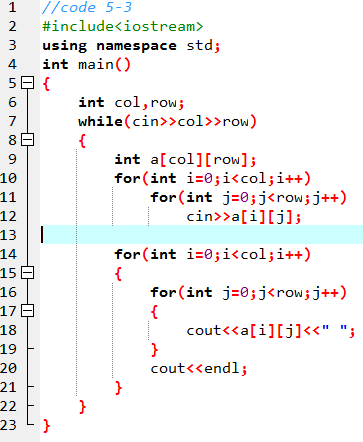 1 //code 5-3
2 #include<iostream>
3 using namespace std;
4 int main()
5 {
6 int col,row;
7 while(cin>>col>>row)
8 {
9 int a[col][row];
10 for(int i=0;i<col;i++)
11 for(int j=0;j<row;j++)
12 cin>>a[i][j];
13
14 for(int i=0;i<col;i++)
15 {
16 for(int j=0;j<row;j++)
17 {
18 cout<<a[i][j]<<" ";
19 }
20 cout<<endl;
21 }
22 }
23 }